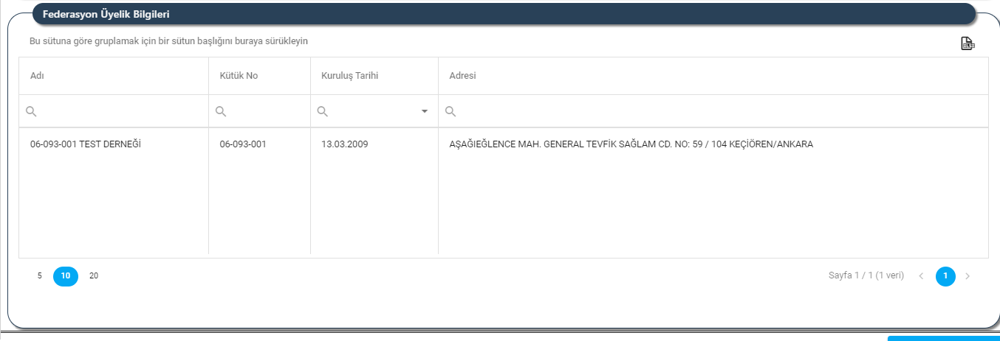 Federasyon Üyelik Bilgileri
Bu sütuna göre gruplamak için bir sütun başlığını buraya sürükleyin
XLSX
Adı Kütük No Kuruluş Tarihi Adresi
06-093-001 TEST DERNEĞİ 06-093-001 13.03.2009 AŞAĞIEĞLENCE MAH. GENERAL TEVFİK SAĞLAM CD. NO: 59 / 104 KEÇİÖREN/ANKARA
5 10 20 Sayfa 1 / 1 (1 veri) 1